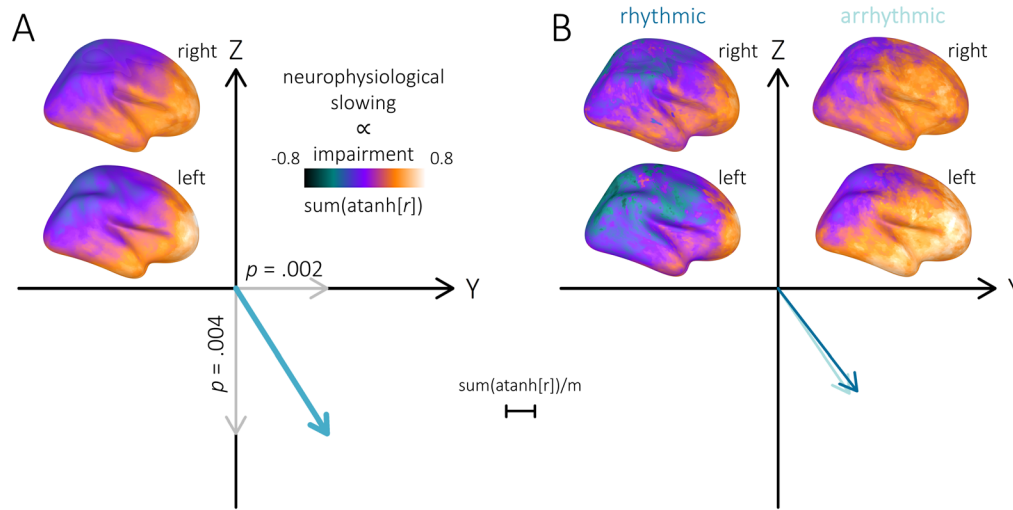 A
right
Z
neurophysiological
slowing
∝
impairment
-0.8
0.8
sum(atanh[r])
left
p = .002
Y
p = .004
sum(atanh[r])/m
B
rhythmic
arrhythmic
right
Z
right
left
left
Y